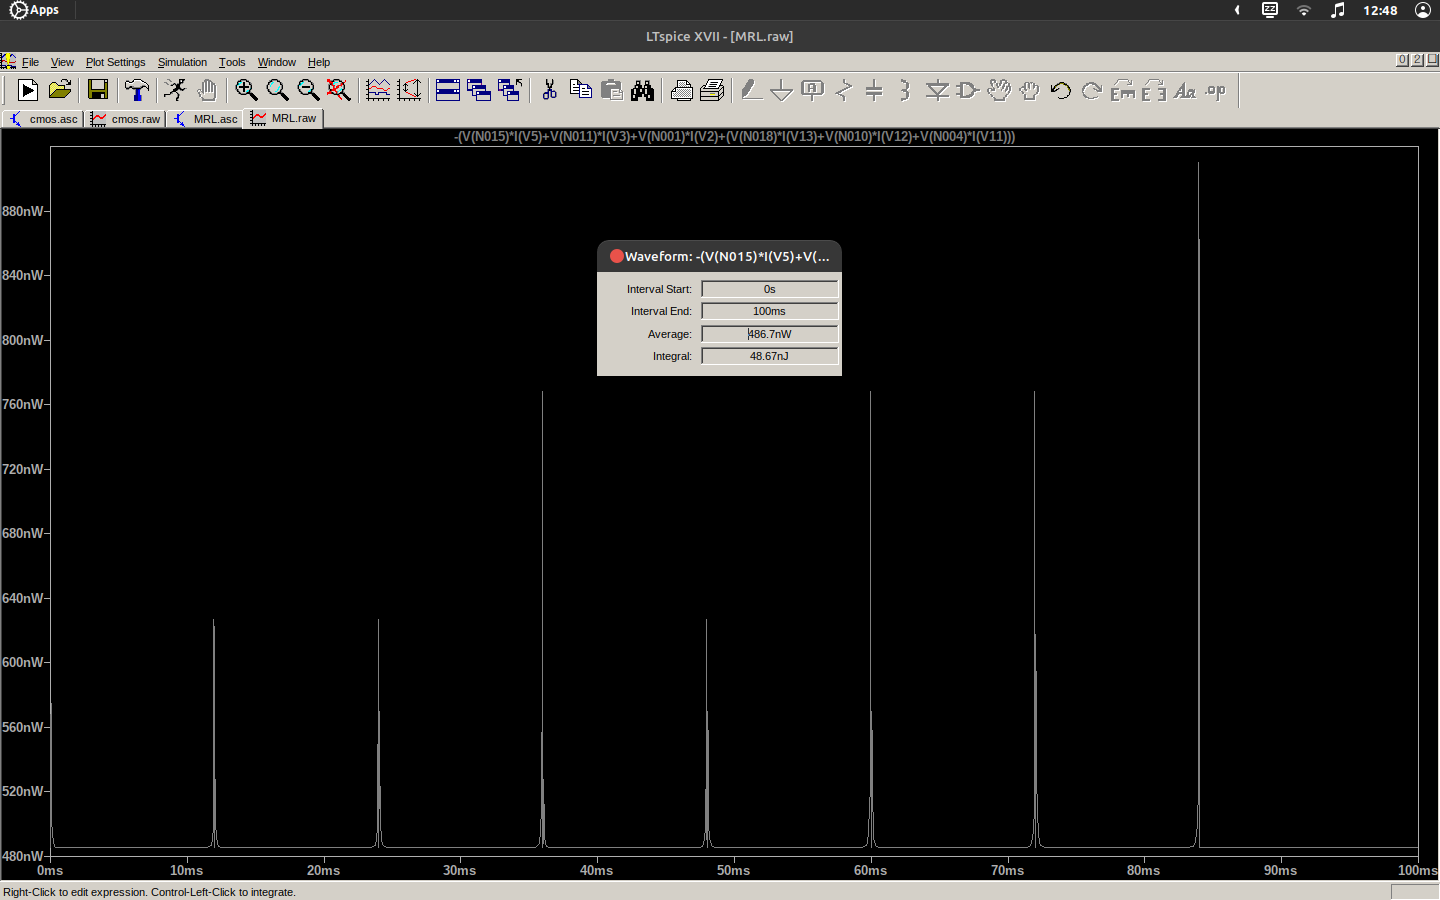 Apps
12:48
LTspice XVII - [MRL.raw]
File View Plot Settings Simulation Tools Window Help
cmos.asc cmos.raw MRL.asc MRL.raw
-(V(N015)*I(V5)+V(N011)*I(V3)+V(N001)*I(V2)+(V(N018)*I(V13)+V(N010)*I(V12)+V(N004)*I(V11)))
880nW
840nW
800nW
760nW
720nW
680nW
640nW
600nW
560nW
520nW
480nW
Waveform: -(V(N015)*I(V5)+V(...
Interval Start: 0s
Interval End: 100ms
Average: 486.7nW
Integral: 48.67nJ
0ms 10ms 20ms 30ms 40ms 50ms 60ms 70ms 80ms 90ms 100ms
Right-Click to edit expression. Control-Left-Click to integrate.